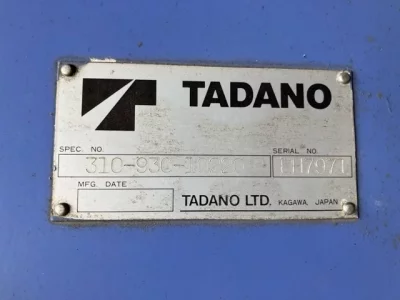 TADANO
SPEC. NO.
SERIAL NO.
MFG. DATE
TADANO LTD. KAGAWA, JAPAN